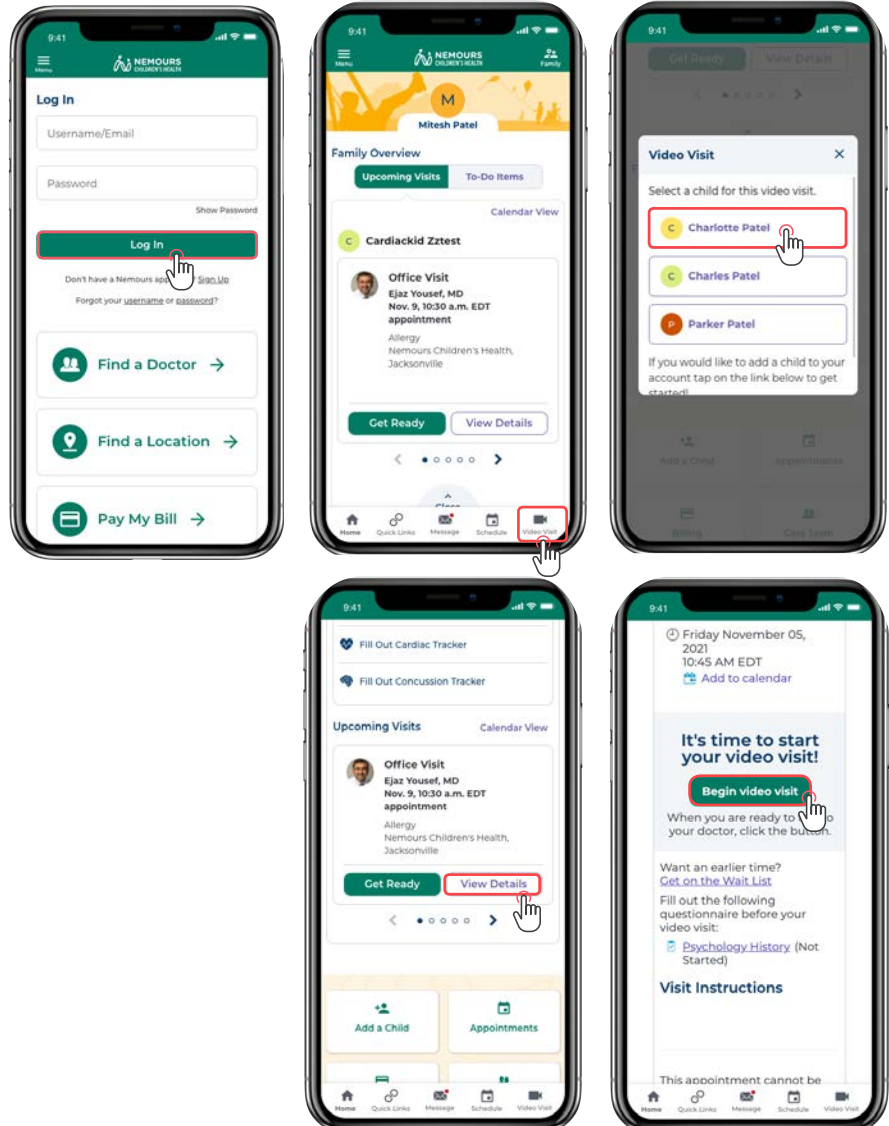 9:41
Menu
NEMOURS
CHILDREN'S HEALTH
Log In
Username/Email
Password
Show Password
Log In
Don't have a Nemours app ? Sign Up
Forgot your username or password?
Find a Doctor →
Find a Location →
Pay My Bill →
9:41
Menu
NEMOURS
CHILDREN'S HEALTH
Family
M
Mitesh Patel
Family Overview
Upcoming Visits
To-Do Items
Calendar View
C Cardiackid Zztest
Office Visit
Ejaz Yousef, MD
Nov. 9, 10:30 a.m. EDT
appointment
Allergy
Nemours Children's Health,
Jacksonville
Get Ready
View Details
Close
Home
Quick Links
Message
Schedule
Video Visit
9:41
Get Ready
View Details
Video Visit
Select a child for this video visit.
C Charlotte Patel
C Charles Patel
P Parker Patel
If you would like to add a child to your
account tap on the link below to get
started!
Add a Child
Appointments
Billing
Care Team
9:41
Fill Out Cardiac Tracker
Fill Out Concussion Tracker
Upcoming Visits
Calendar View
Office Visit
Ejaz Yousef, MD
Nov. 9, 10:30 a.m. EDT
appointment
Allergy
Nemours Children's Health,
Jacksonville
Get Ready
View Details
Add a Child
Appointments
Home
Quick Links
Message
Schedule
Video Visit
9:41
Friday November 05,
2021
10:45 AM EDT
Add to calendar
It's time to start
your video visit!
Begin video visit
When you are ready to
your doctor, click the button.
Want an earlier time?
Get on the Wait List
Fill out the following
questionnaire before your
video visit:
Psychology History (Not
Started)
Visit Instructions
This appointment cannot be
Home
Quick Links
Message
Schedule
Video Visit